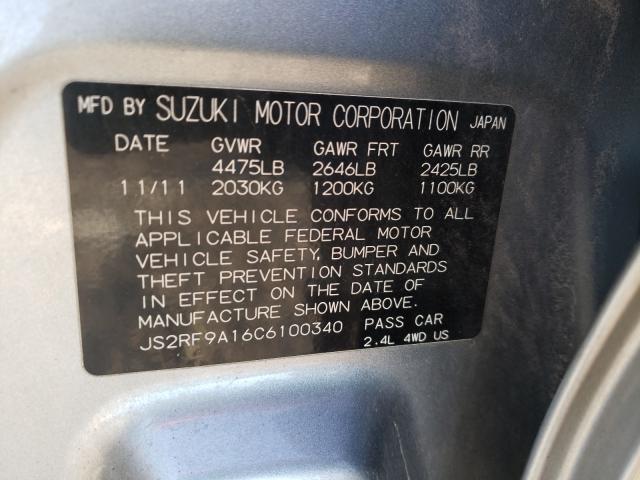 MFD BY SUZUKI MOTOR CORPORATION JAPAN
DATE GVWR GAWR FRT GAWR RR
4475LB 2646LB 2425LB
11/11 2030KG 1200KG 1100KG
THIS VEHICLE CONFORMS TO ALL
APPLICABLE FEDERAL MOTOR
VEHICLE SAFETY, BUMPER AND
THEFT PREVENTION STANDARDS
IN EFFECT ON THE DATE OF
MANUFACTURE SHOWN ABOVE.
JS2RF9A16C6100340 PASS CAR
2.4L 4WD US